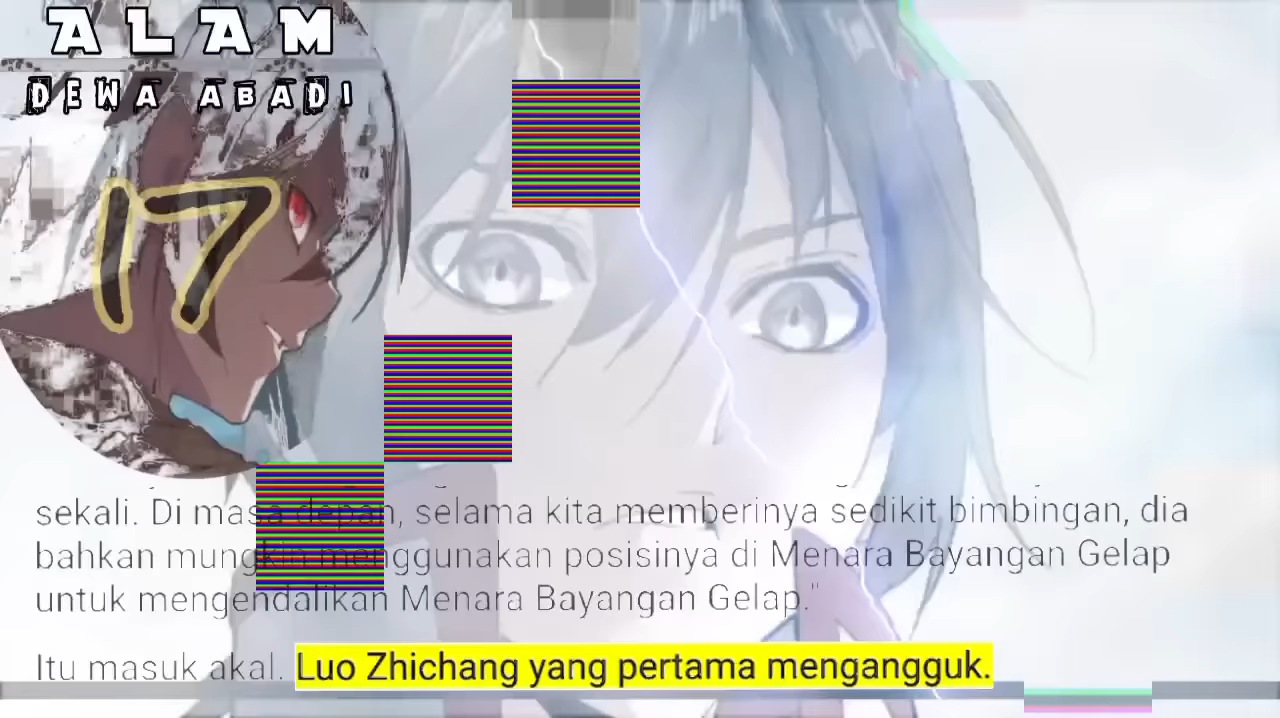 ALAM
DEWA ABADI
17
sekali. Di masa depan, selama kita memberinya sedikit bimbingan, dia
bahkan mungkin menggunakan posisinya di Menara Bayangan Gelap
untuk mengendalikan Menara Bayangan Gelap."
Itu masuk akal. Luo Zhichang yang pertama mengangguk.